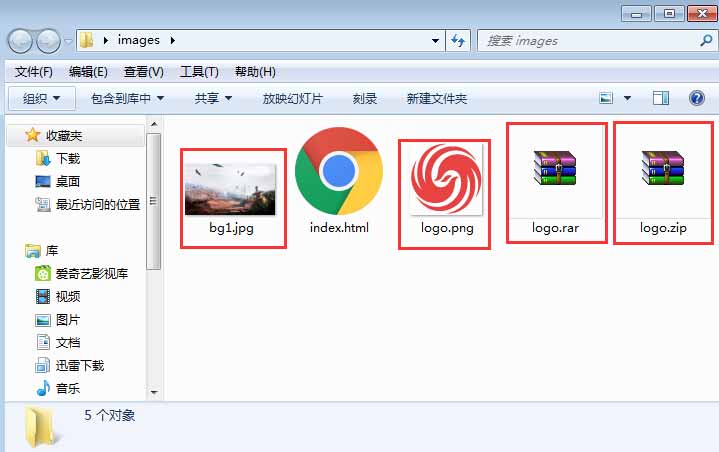 images
搜索 images
文件(F) 编辑(E) 查看(V) 工具(T) 帮助(H)
组织 包含到库中 共享 放映幻灯片 刻录 新建文件夹
收藏夹
下载
桌面
最近访问的位置
库
爱奇艺影视库
视频
图片
文档
迅雷下载
音乐
bg1.jpg index.html logo.png logo.rar logo.zip
5 个对象